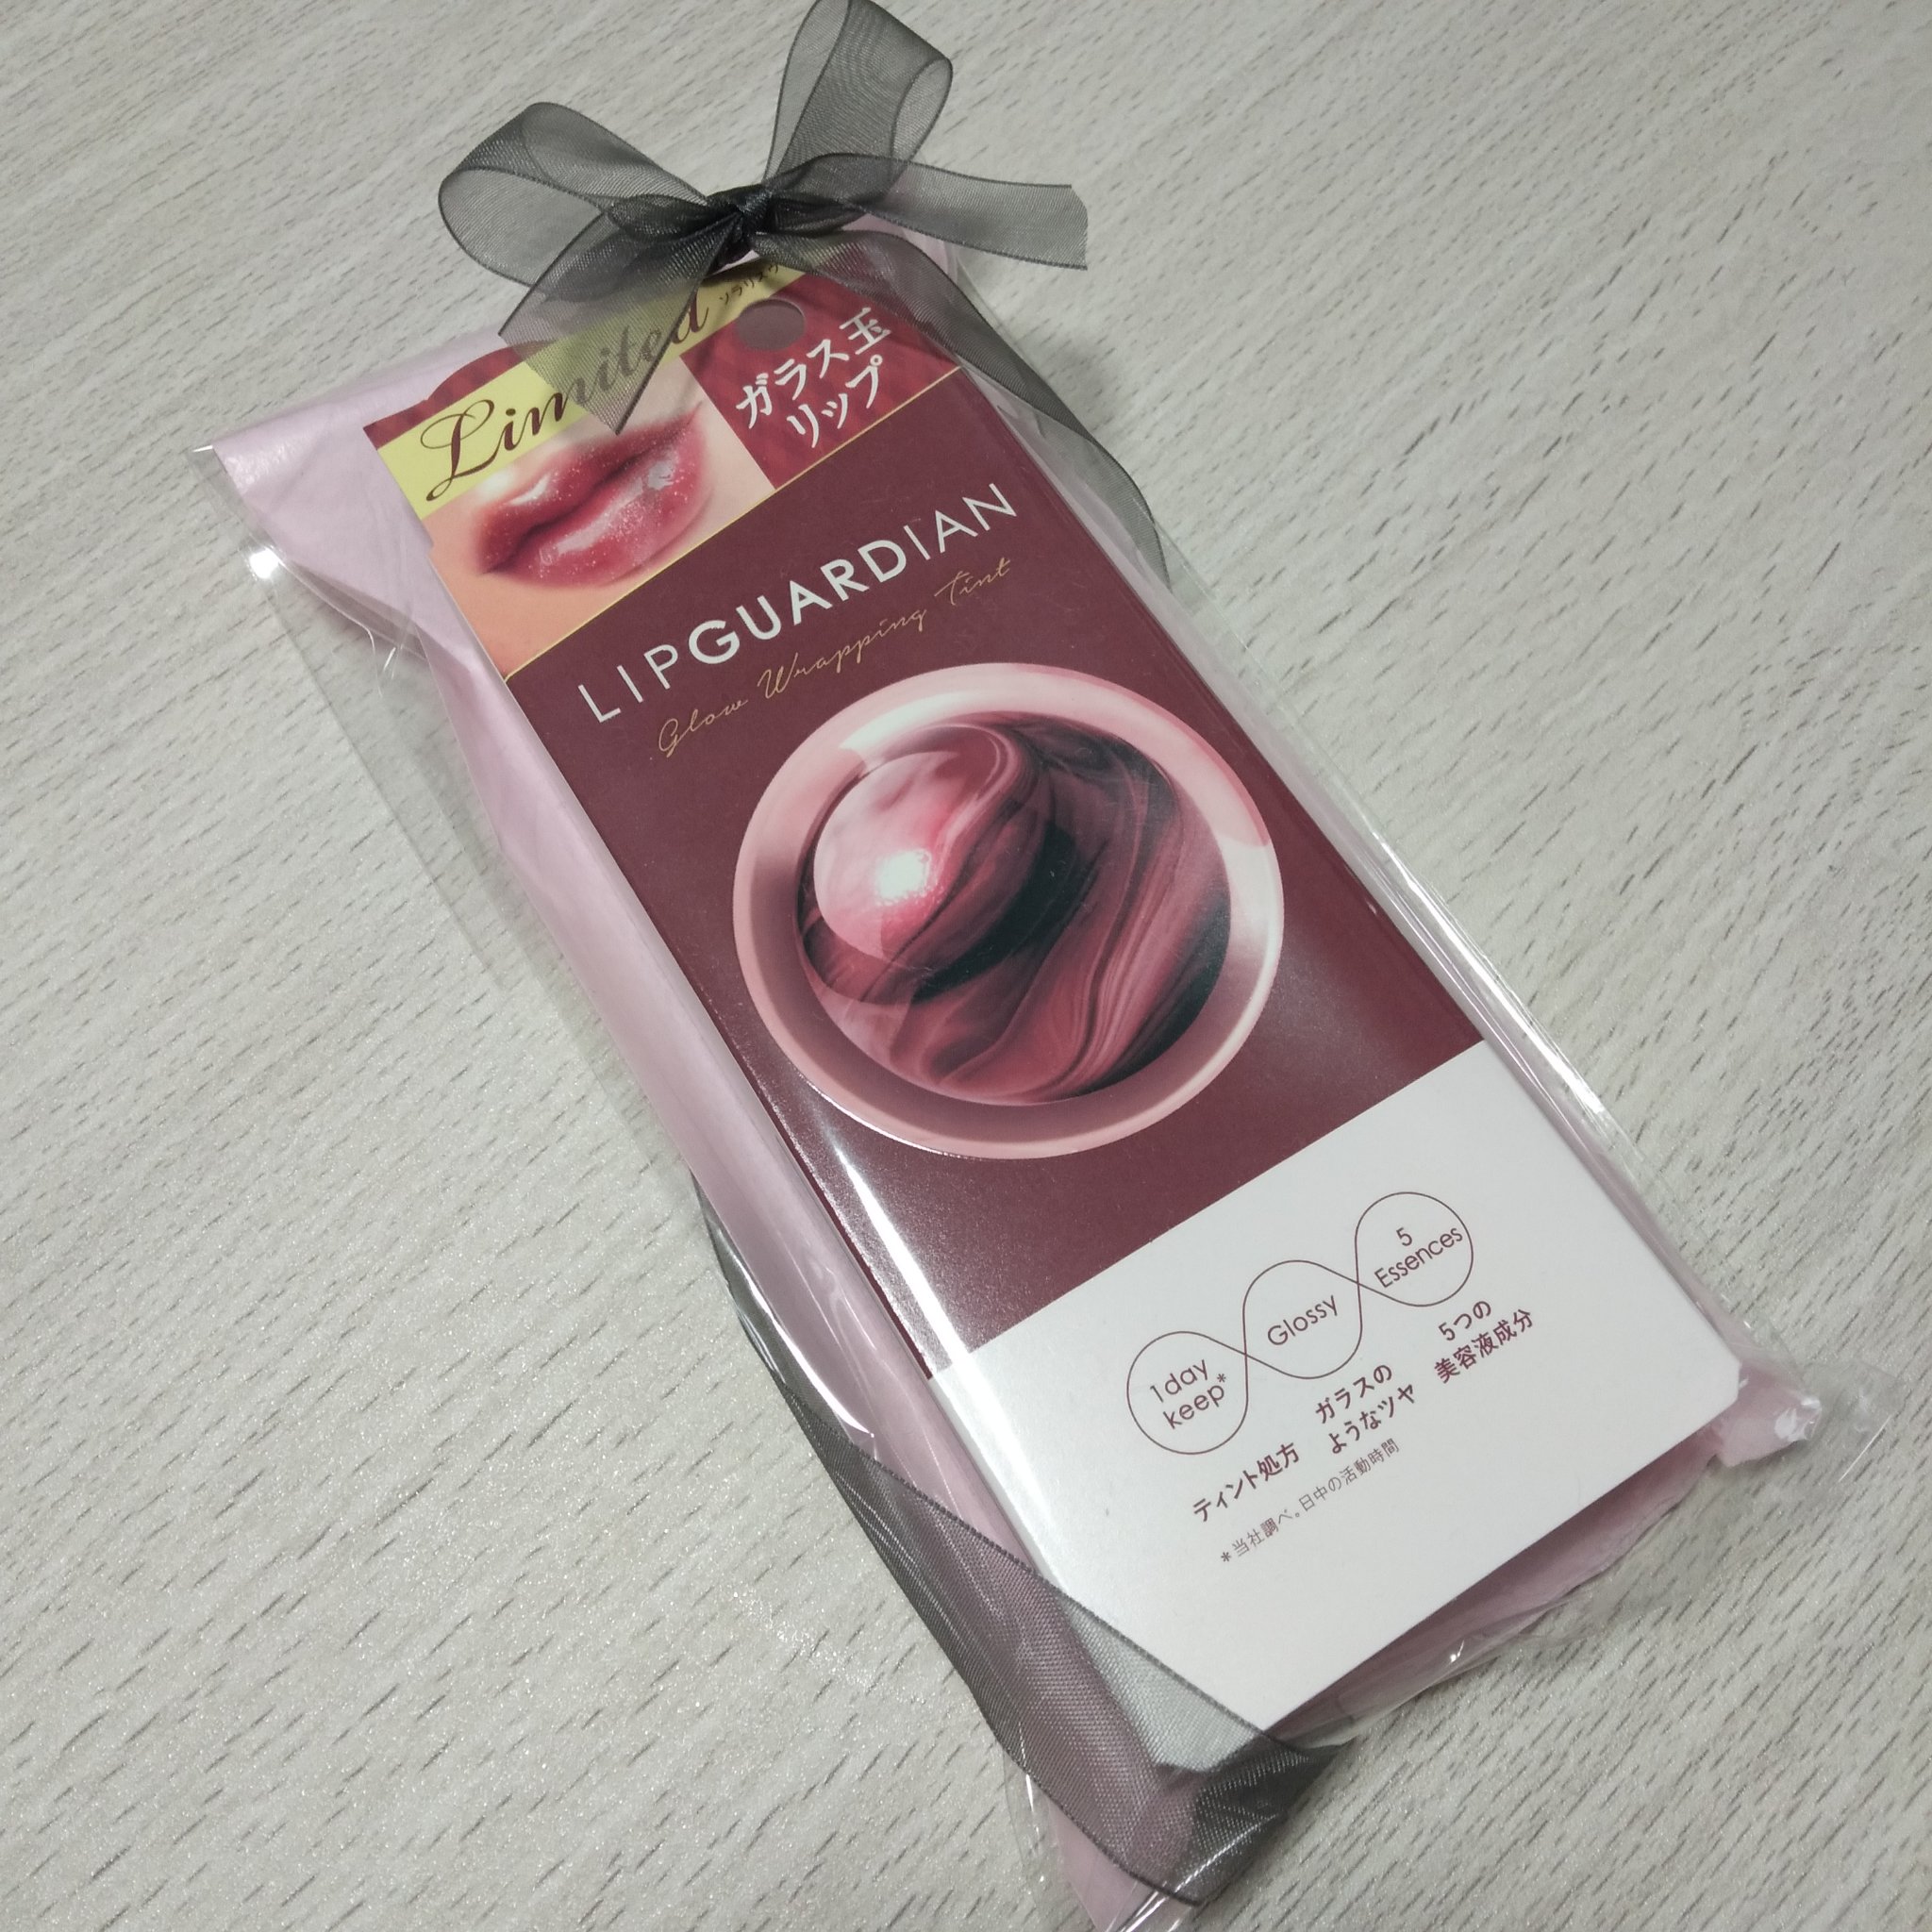 Limited
ガラス玉
リップ
LIPGUARDIAN
Glow Wrapping Tint
5
Essences
Glossy
1day
keep*
5つの
美容液成分
ガラスの
ようなツヤ
ティント処方
*当社調べ。日中の活動時間